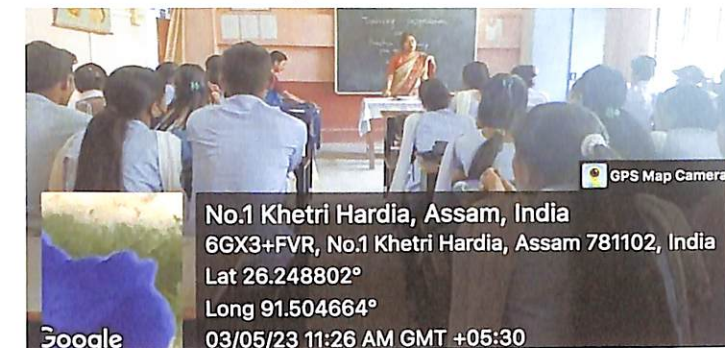 GPS Map Camera
No.1 Khetri Hardia, Assam, India
6GX3+FVR, No.1 Khetri Hardia, Assam 781102, India
Lat 26.248802°
Long 91.504664°
03/05/23 11:26 AM GMT +05:30
Google